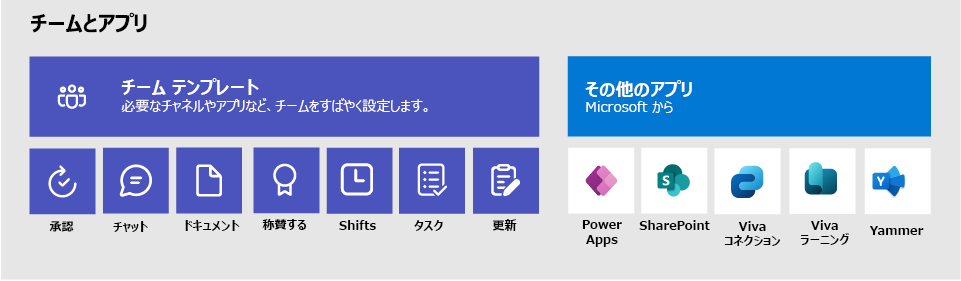 チームとアプリ
チーム テンプレート
必要なチャネルやアプリなど、チームをすばやく設定します。
その他のアプリ
Microsoft から
承認
チャット
ドキュメント
称賛する
Shifts
タスク
更新
Power
Apps
S
SharePoint
Viva
コネクション
Viva
ラーニング
Y
Yammer